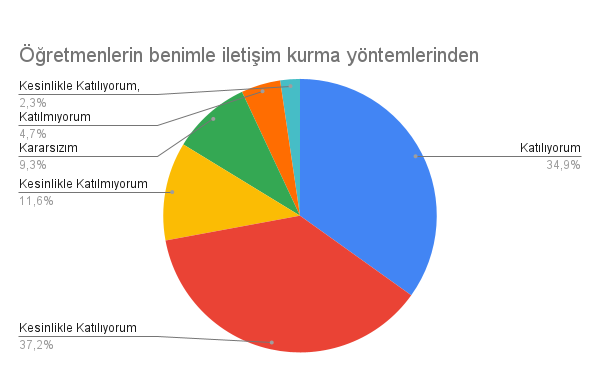 Öğretmenlerin benimle iletişim kurma yöntemlerinden
Kesinlikle Katılıyorum,
2,3%
Katılmıyorum
4,7%
Kararsızım
9,3%
Kesinlikle Katılmıyorum
11,6%
Kesinlikle Katılıyorum
37,2%
Katılıyorum
34,9%